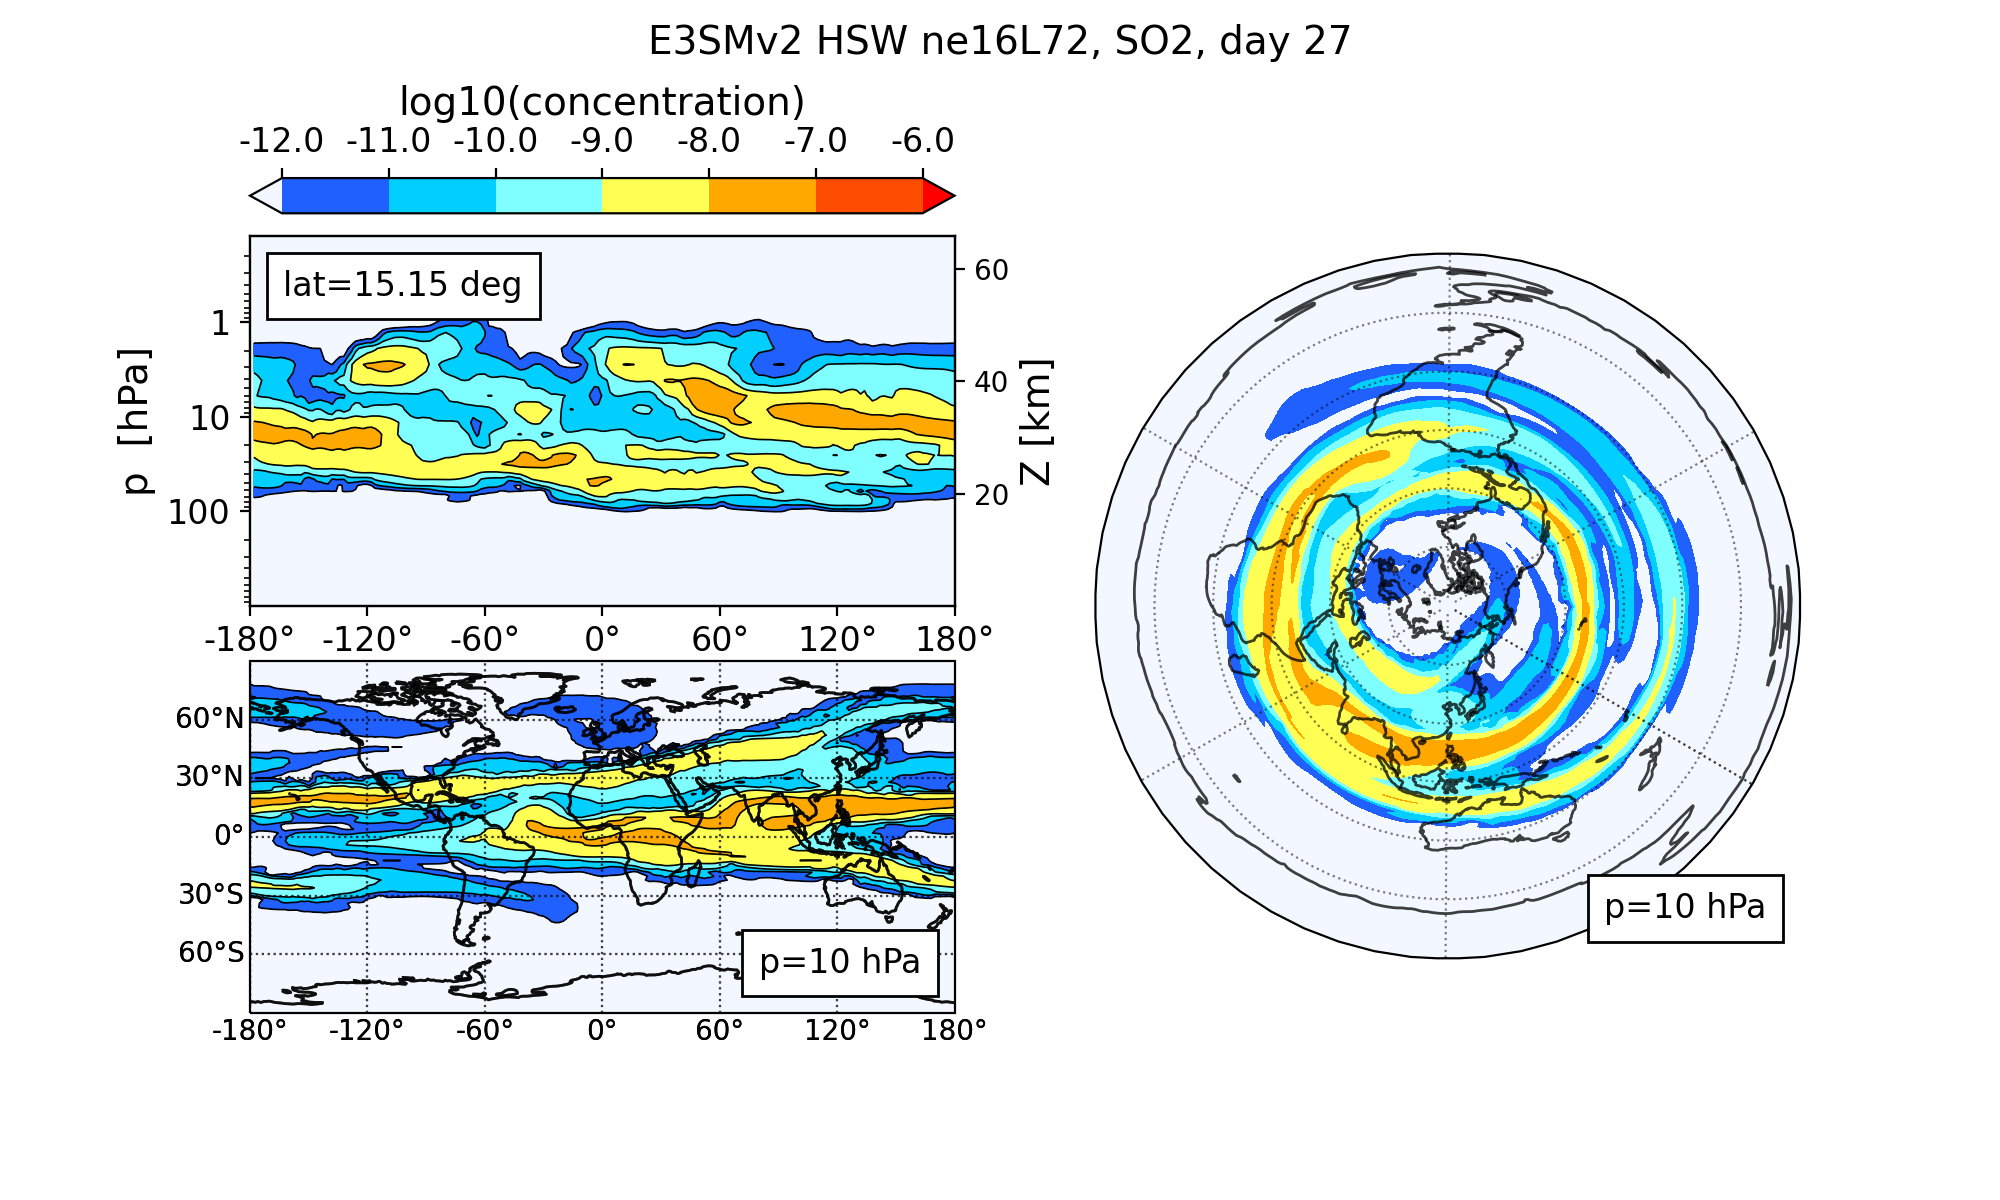 E3SMv2 HSW ne16L72, SO2, day 27
log10(concentration)
-12.0 -11.0 -10.0 -9.0 -8.0 -7.0 -6.0
lat=15.15 deg
p [hPa]
1
10
100
Z [km]
60
40
20
-180° -120° -60° 0° 60° 120° 180°
60°N
30°N
0°
30°S
60°S
p=10 hPa
-180° -120° -60° 0° 60° 120° 180°
p=10 hPa